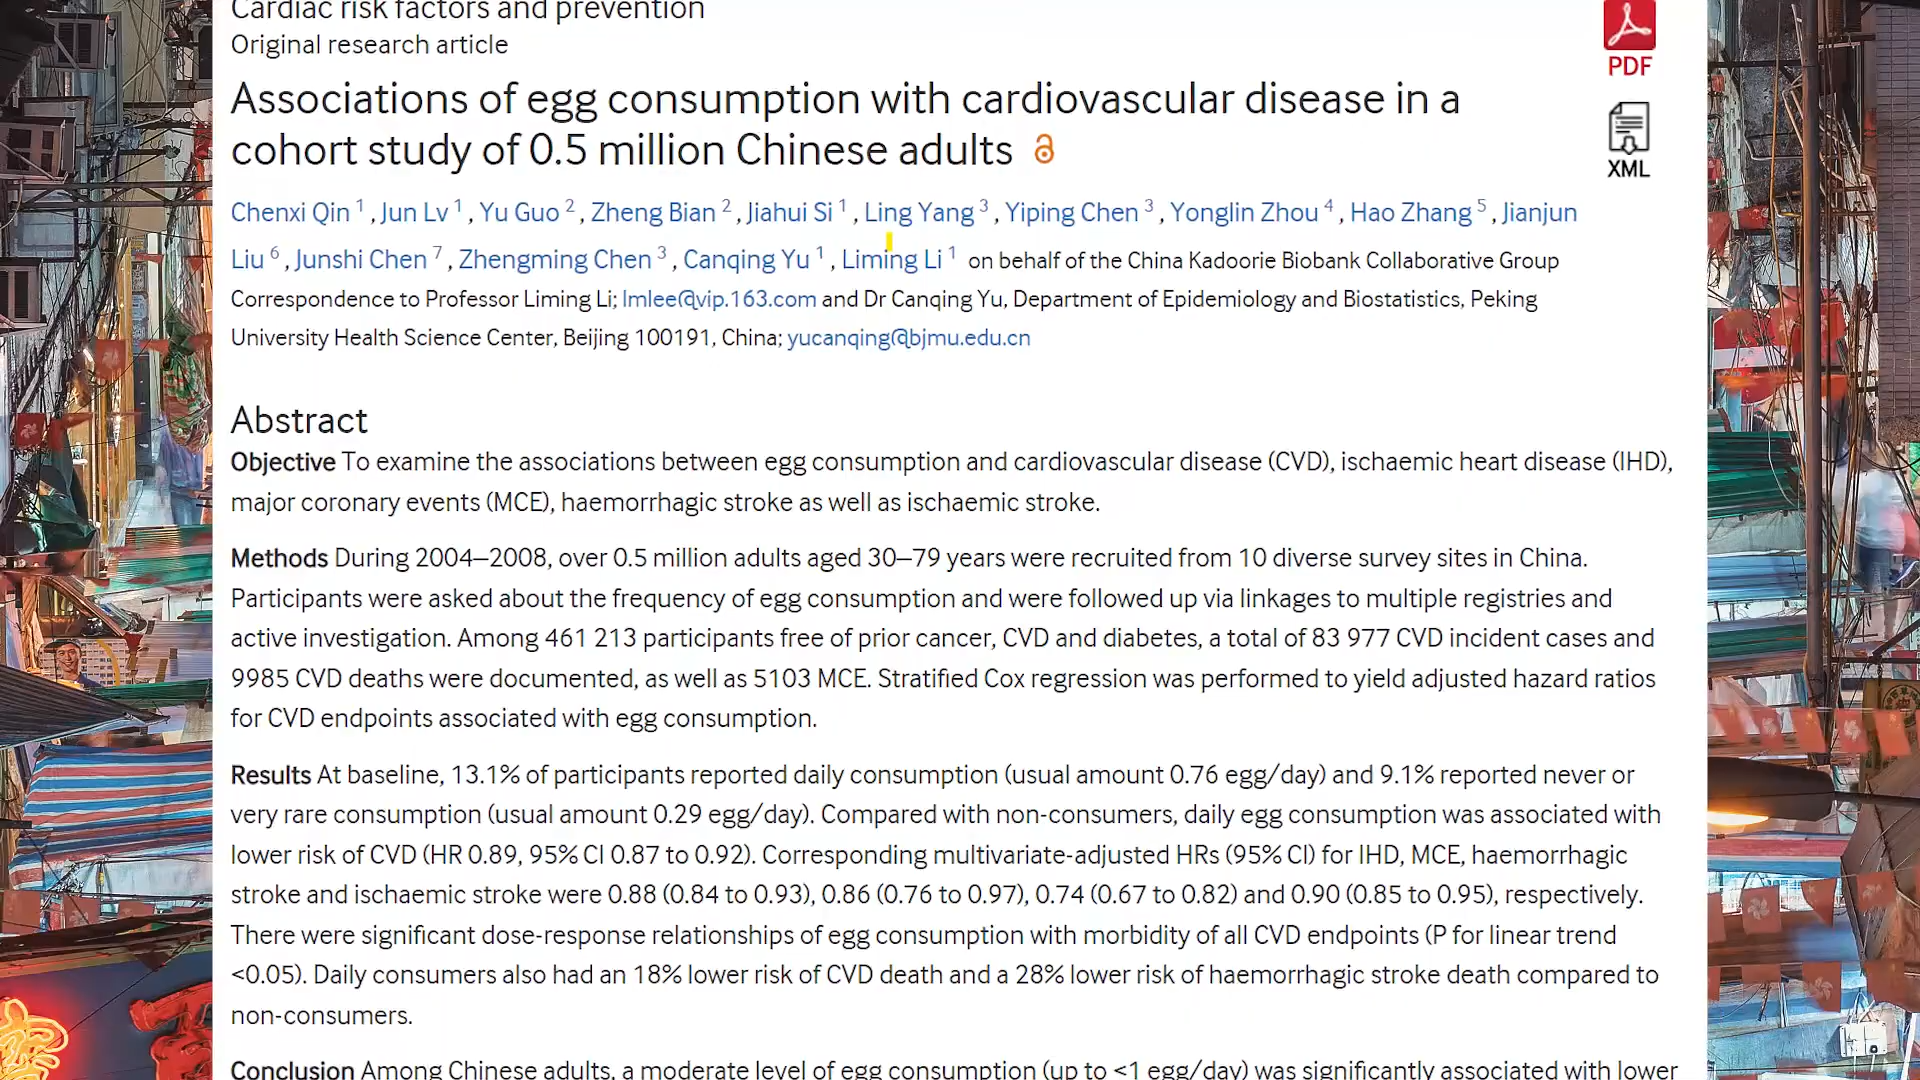 Cardiac risk factors and prevention
Original research article
PDF
Associations of egg consumption with cardiovascular disease in a
cohort study of 0.5 million Chinese adults
XML
Chenxi Qin 1 , Jun Lv 1 , Yu Guo 2 , Zheng Bian 2 , Jiahui Si 1 , Ling Yang 3 , Yiping Chen 3 , Yonglin Zhou 4 , Hao Zhang 5 , Jianjun
Liu 6 , Junshi Chen 7 , Zhengming Chen 3 , Canqing Yu 1 , Liming Li 1 on behalf of the China Kadoorie Biobank Collaborative Group
Correspondence to Professor Liming Li; lmlee@vip.163.com and Dr Canqing Yu, Department of Epidemiology and Biostatistics, Peking
University Health Science Center, Beijing 100191, China; yucanqing@bjmu.edu.cn
Abstract
Objective To examine the associations between egg consumption and cardiovascular disease (CVD), ischaemic heart disease (IHD),
major coronary events (MCE), haemorrhagic stroke as well as ischaemic stroke.
Methods During 2004–2008, over 0.5 million adults aged 30–79 years were recruited from 10 diverse survey sites in China.
Participants were asked about the frequency of egg consumption and were followed up via linkages to multiple registries and
active investigation. Among 461 213 participants free of prior cancer, CVD and diabetes, a total of 83 977 CVD incident cases and
9985 CVD deaths were documented, as well as 5103 MCE. Stratified Cox regression was performed to yield adjusted hazard ratios
for CVD endpoints associated with egg consumption.
Results At baseline, 13.1% of participants reported daily consumption (usual amount 0.76 egg/day) and 9.1% reported never or
very rare consumption (usual amount 0.29 egg/day). Compared with non-consumers, daily egg consumption was associated with
lower risk of CVD (HR 0.89, 95% CI 0.87 to 0.92). Corresponding multivariate-adjusted HRs (95% CI) for IHD, MCE, haemorrhagic
stroke and ischaemic stroke were 0.88 (0.84 to 0.93), 0.86 (0.76 to 0.97), 0.74 (0.67 to 0.82) and 0.90 (0.85 to 0.95), respectively.
There were significant dose-response relationships of egg consumption with morbidity of all CVD endpoints (P for linear trend
<0.05). Daily consumers also had an 18% lower risk of CVD death and a 28% lower risk of haemorrhagic stroke death compared to
non-consumers.
Conclusion Among Chinese adults, a moderate level of egg consumption (up to <1 egg/day) was significantly associated with lower